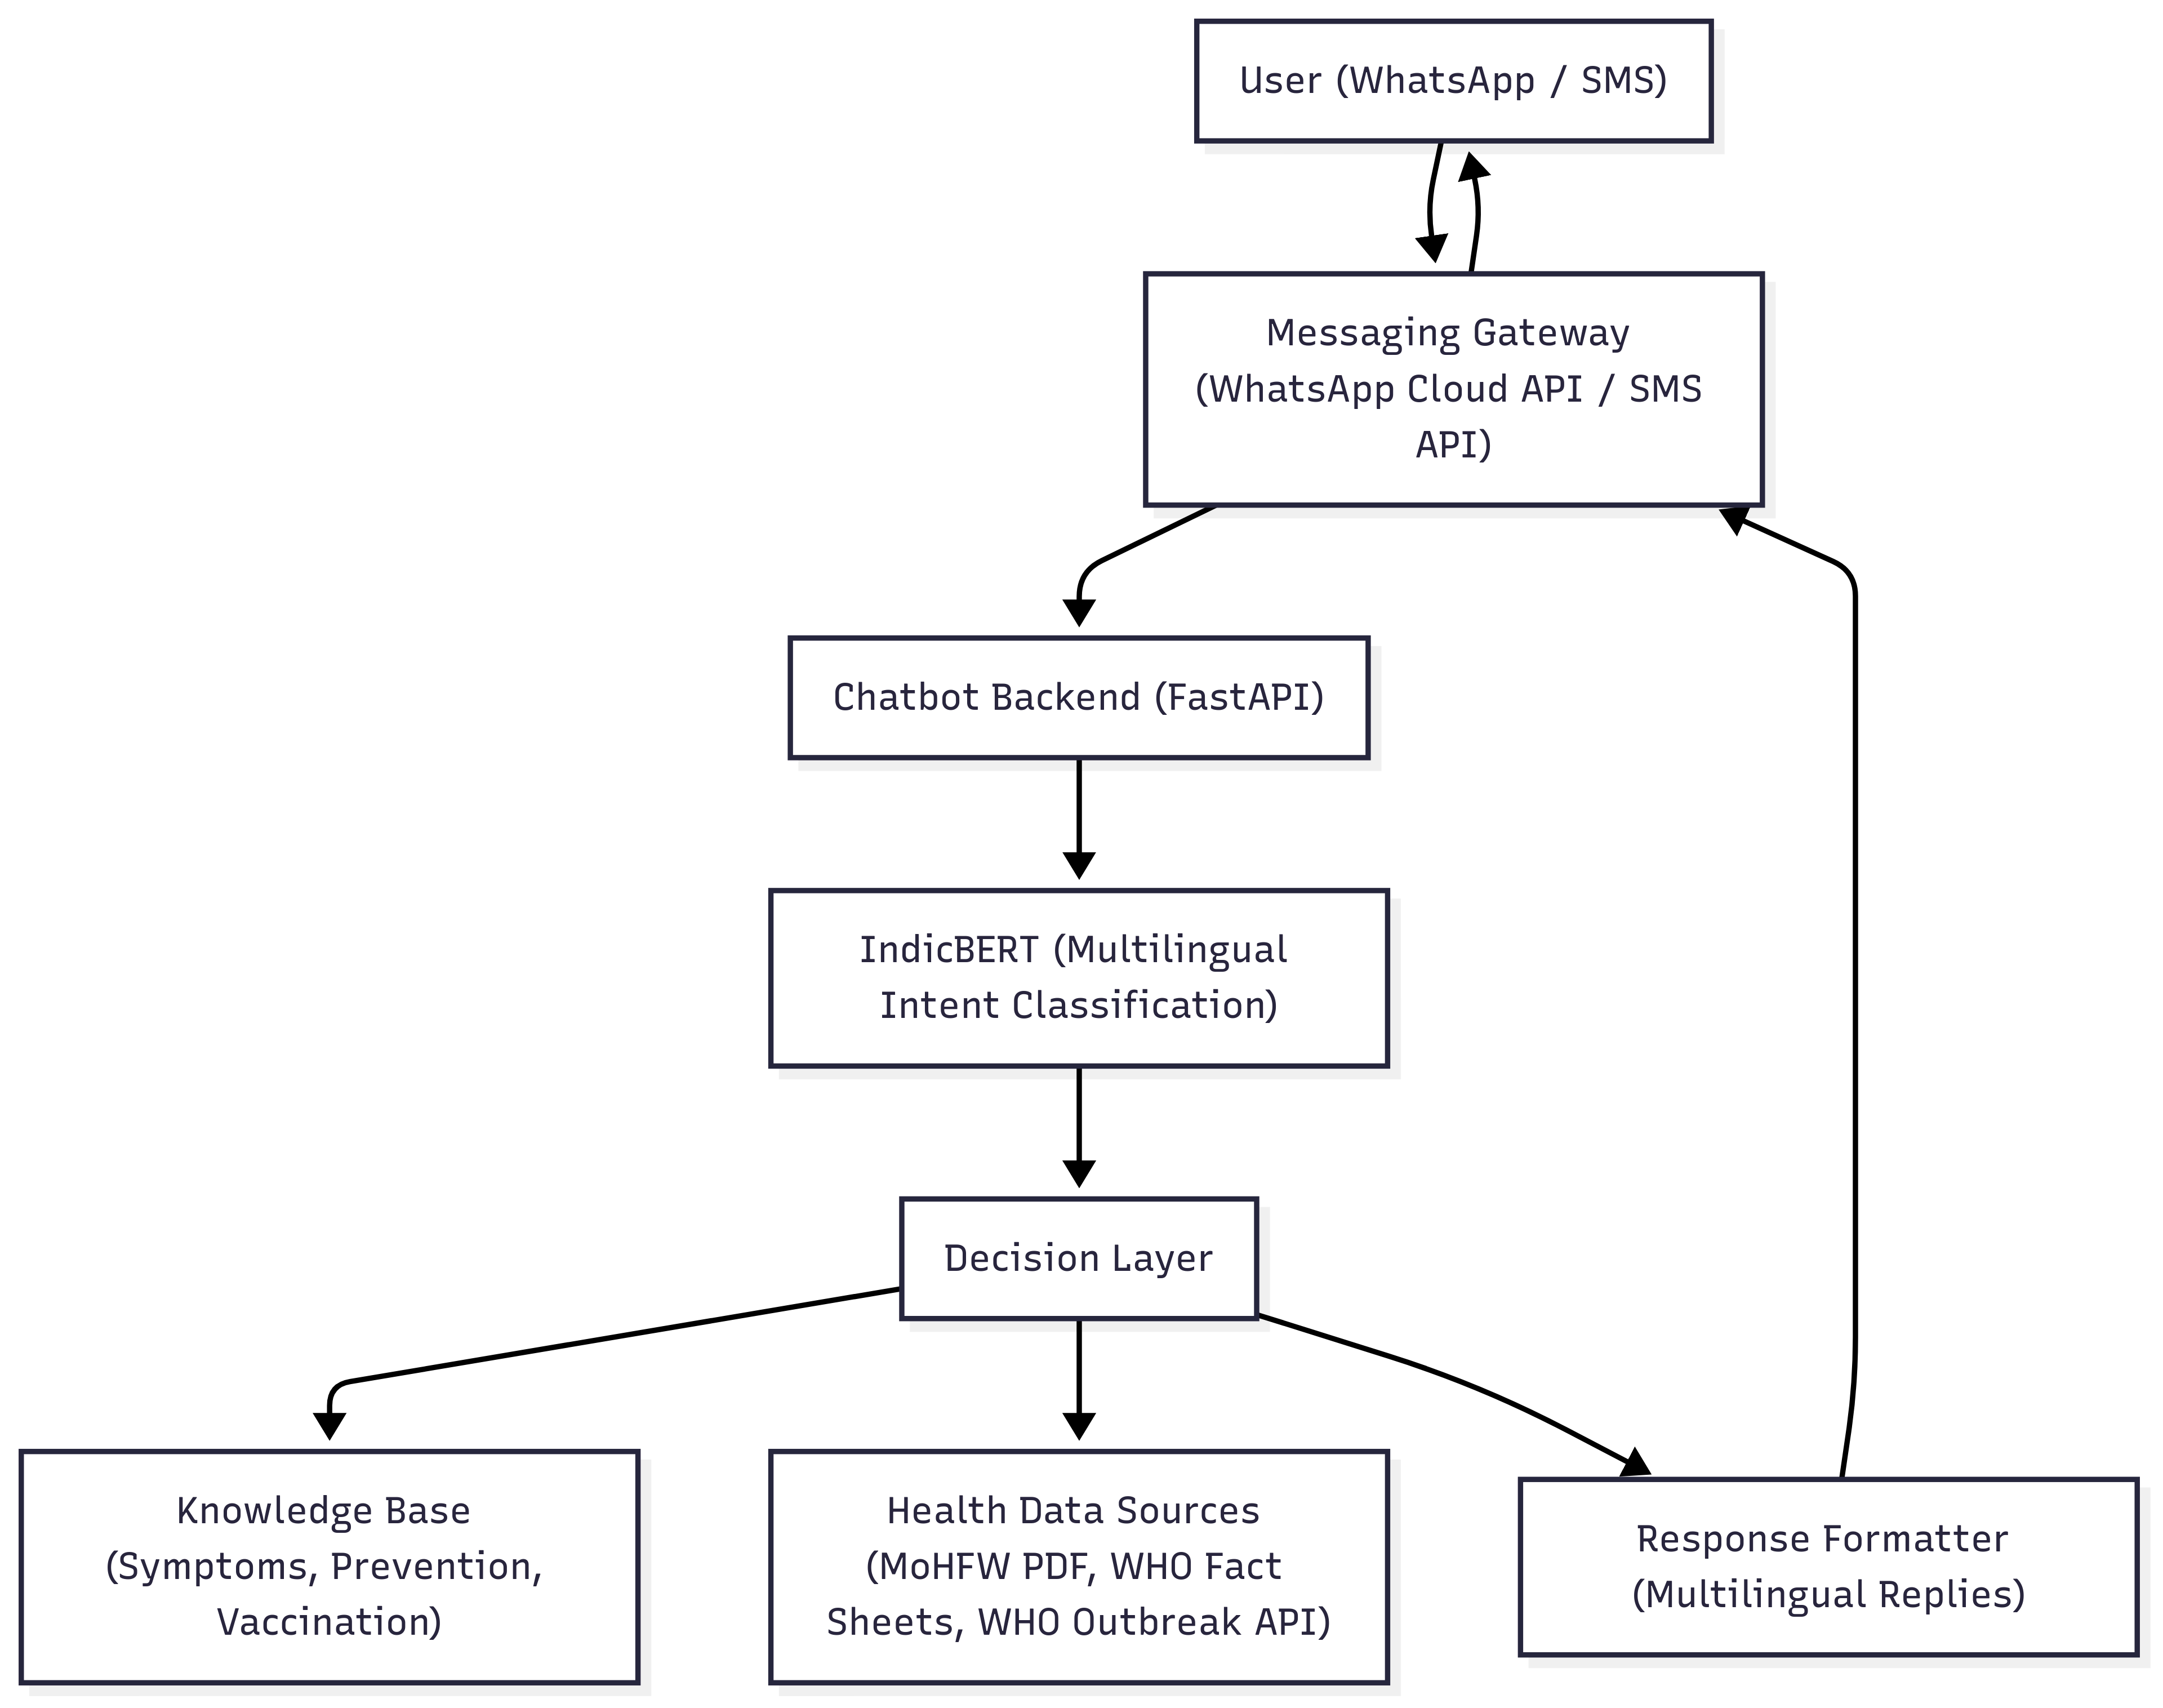 User (WhatsApp / SMS)
Messaging Gateway
(WhatsApp Cloud API / SMS
API)
Chatbot Backend (FastAPI)
IndicBERT (Multilingual
Intent Classification)
Decision Layer
Knowledge Base
(Symptoms, Prevention,
Vaccination)
Health Data Sources
(MoHFW PDF, WHO Fact
Sheets, WHO Outbreak API)
Response Formatter
(Multilingual Replies)